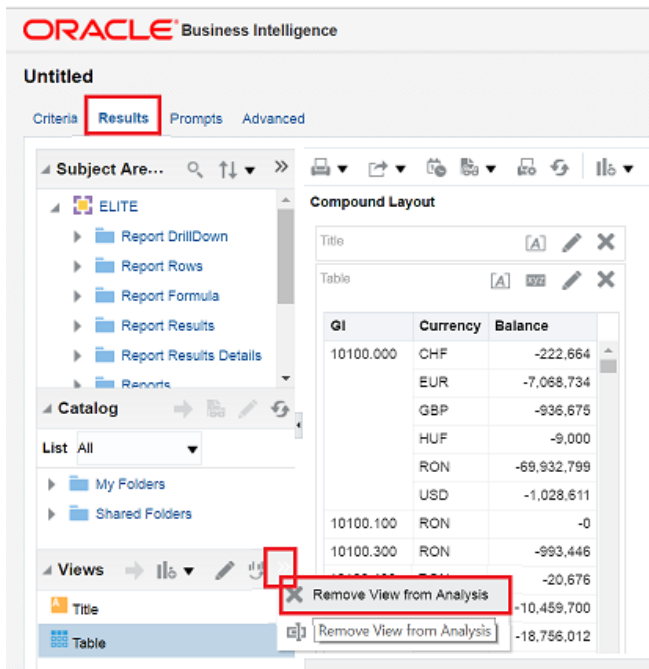 ORACLE® Business Intelligence
Untitled
Criteria Results Prompts Advanced
Subject Are...
ELITE
Report DrillDown
Report Rows
Report Formula
Report Results
Report Results Details
Reports
Catalog
List All
My Folders
Shared Folders
Views
Title
Table
Compound Layout
Title
Table
GI Currency Balance
10100.000 CHF -222,664
EUR -7,068,734
GBP -936,675
HUF -9,000
RON -69,932,799
USD -1,028,611
10100.100 RON -0
10100.300 RON -993,446
-20,676
-10,459,700
-18,756,012
Remove View from Analysis
Remove View from Analysis